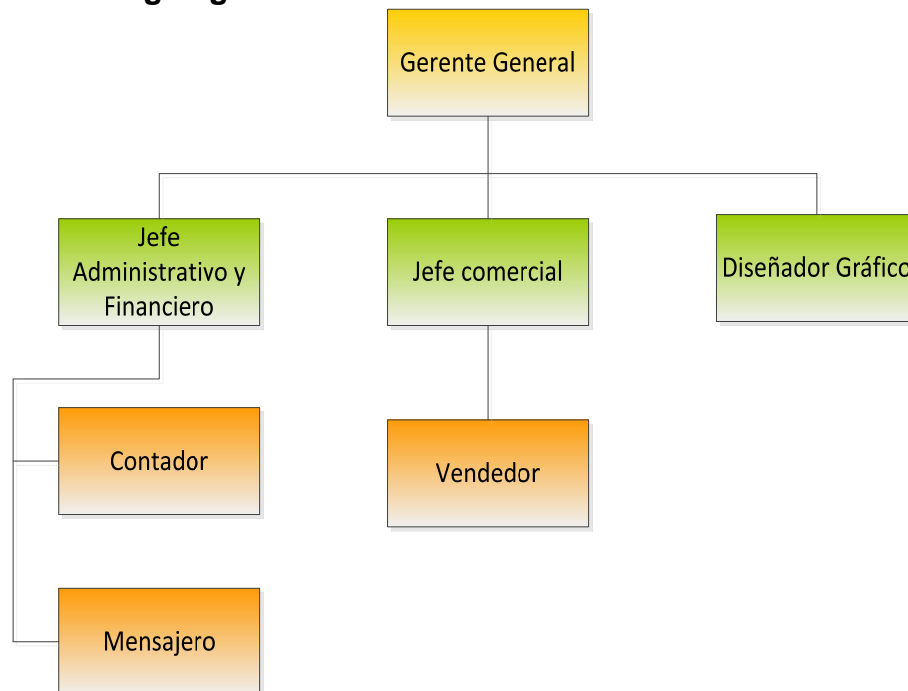 Gerente General
Jefe
Administrativo y
Financiero
Jefe comercial
Diseñador Gráfico
Contador
Vendedor
Mensajero